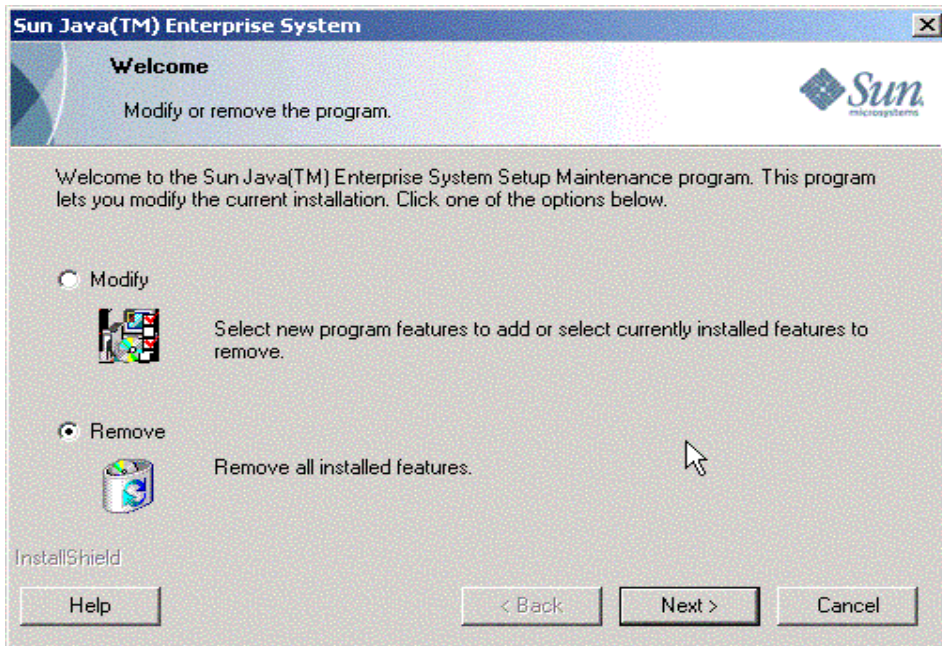 Sun Java(TM) Enterprise System
Welcome
Modify or remove the program.
Sun
microsystems
Welcome to the Sun Java(TM) Enterprise System Setup Maintenance program. This program
lets you modify the current installation. Click one of the options below.
Modify
Select new program features to add or select currently installed features to
remove.
Remove
Remove all installed features.
InstallShield
Help
< Back
Next >
Cancel